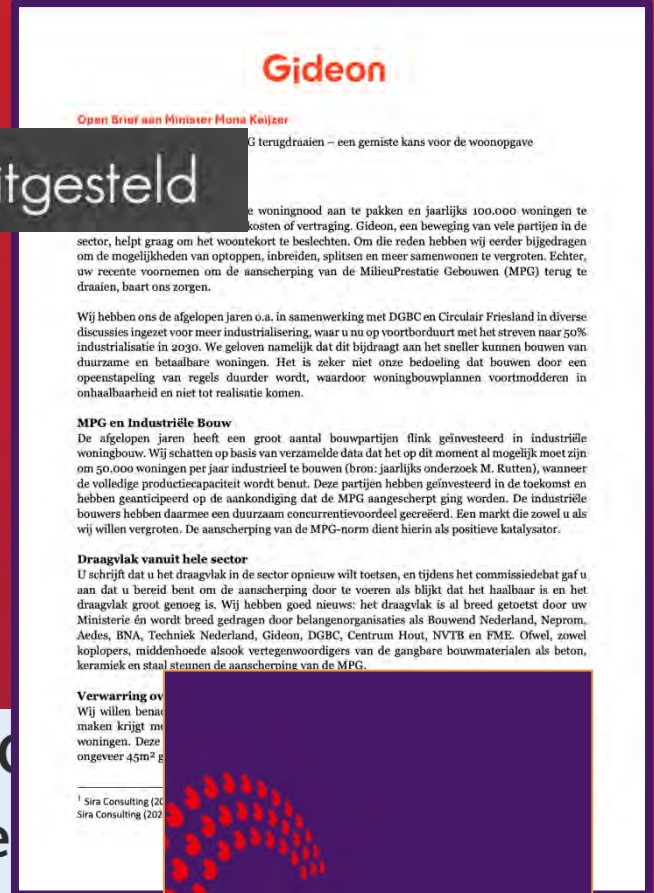 Gideon
Open Brief aan Minister Mona Keijzer
G terugdraaien – een gemiste kans voor de woonopgave
itgesteld
e woningnood aan te pakken en jaarlijks 100.000 woningen te
kosten of vertraging. Gideon, een beweging van vele partijen in de
sector, helpt graag om het woontekort te beslechten. Om die reden hebben wij eerder bijgedragen
om de mogelijkheden van optoppen, inbreiden, splitsen en meer samenwonen te vergroten. Echter,
uw recente voornemen om de aanscherping van de MilieuPrestatie Gebouwen (MPG) terug te
draaien, baart ons zorgen.
Wij hebben ons de afgelopen jaren o.a. in samenwerking met DGBC en Circulair Friesland in diverse
discussies ingezet voor meer industrialisering, waar u nu op voortborduurt met het streven naar 50%
industrialisatie in 2030. We geloven namelijk dat dit bijdraagt aan het sneller kunnen bouwen van
duurzame en betaalbare woningen. Het is zeker niet onze bedoeling dat bouwen door een
opeenstapeling van regels duurder wordt, waardoor woningbouwplannen voortmodderen in
onhaalbaarheid en niet tot realisatie komen.
MPG en Industriële Bouw
De afgelopen jaren heeft een groot aantal bouwpartijen flink geïnvesteerd in industriële
woningbouw. Wij schatten op basis van verzamelde data dat het op dit moment al mogelijk moet zijn
om 50.000 woningen per jaar industrieel te bouwen (bron: jaarlijks onderzoek M. Rutten), wanneer
de volledige productiecapaciteit wordt benut. Deze partijen hebben geïnvesteerd in de toekomst en
hebben geanticipeerd op de aankondiging dat de MPG aangescherpt ging worden. De industriële
bouwers hebben daarmee een duurzaam concurrentievoordeel gecreëerd. Een markt die zowel u als
wij willen vergroten. De aanscherping van de MPG-norm dient hierin als positieve katalysator.
Draagvlak vanuit hele sector
U schrijft dat u het draagvlak in de sector opnieuw wilt toetsen, en tijdens het commissiedebat gaf u
aan dat u bereid bent om de aanscherping door te voeren als blijkt dat het haalbaar is en het
draagvlak groot genoeg is. Wij hebben goed nieuws: het draagvlak is al breed getoetst door uw
Ministerie én wordt breed gedragen door belangenorganisaties als Bouwend Nederland, Neprom,
Aedes, BNA, Techniek Nederland, Gideon, DGBC, Centrum Hout, NVTB en FME. Ofwel, zowel
koplopers, middenhoede alsook vertegenwoordigers van de gangbare bouwmaterialen als beton,
keramiek en staal steunen de aanscherping van de MPG.
Verwarring ov
Wij willen bena
maken krijgt me
woningen. Deze
ongeveer 45m² g
1 Sira Consulting (20
Sira Consulting (202